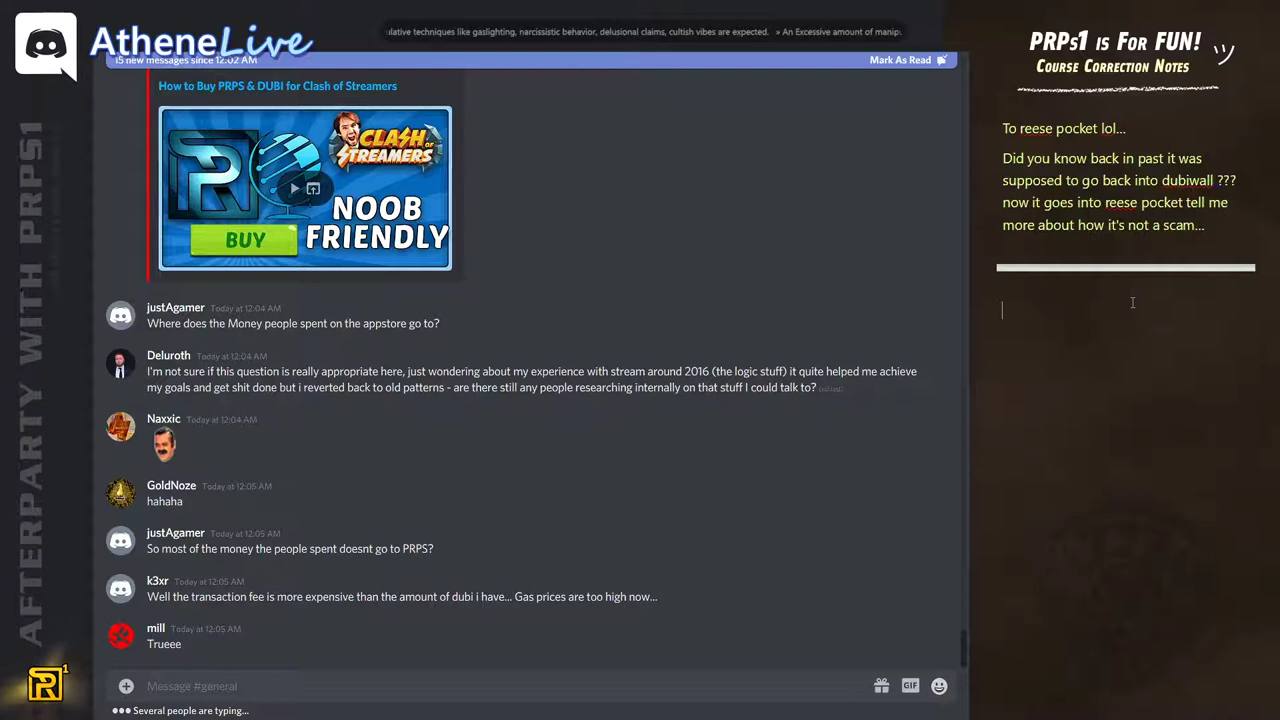 AtheneLive
ulative techniques like gaslighting, narcissistic behavior, delusional claims, cultish vibes are expected. » An Excessive amount of manipu
15 new messages since 12:02 AM
Mark As Read
How to Buy PRPS & DUBI for Clash of Streamers
CLASH
OF
STREAMERS
NOOB
FRIENDLY
BUY
justAgamer Today at 12:04 AM
Where does the Money people spent on the appstore go to?
Deluroth Today at 12:04 AM
I'm not sure if this question is really appropriate here, just wondering about my experience with stream around 2016 (the logic stuff) it quite helped me achieve
my goals and get shit done but i reverted back to old patterns - are there still any people researching internally on that stuff I could talk to? (edited)
Naxxic Today at 12:04 AM
GoldNoze Today at 12:05 AM
hahaha
justAgamer Today at 12:05 AM
So most of the money the people spent doesnt go to PRPS?
k3xr Today at 12:05 AM
Well the transaction fee is more expensive than the amount of dubi i have... Gas prices are too high now...
mill Today at 12:05 AM
Trueee
Message #general
GIF
Several people are typing...
AFTERPARTY WITH PRPS1
1
PRPS1 IS FOR FUN!
COURSE CORRECTION NOTES
ツ
To reese pocket lol...
Did you know back in past it was
supposed to go back into dubiwall ???
now it goes into reese pocket tell me
more about how it's not a scam...